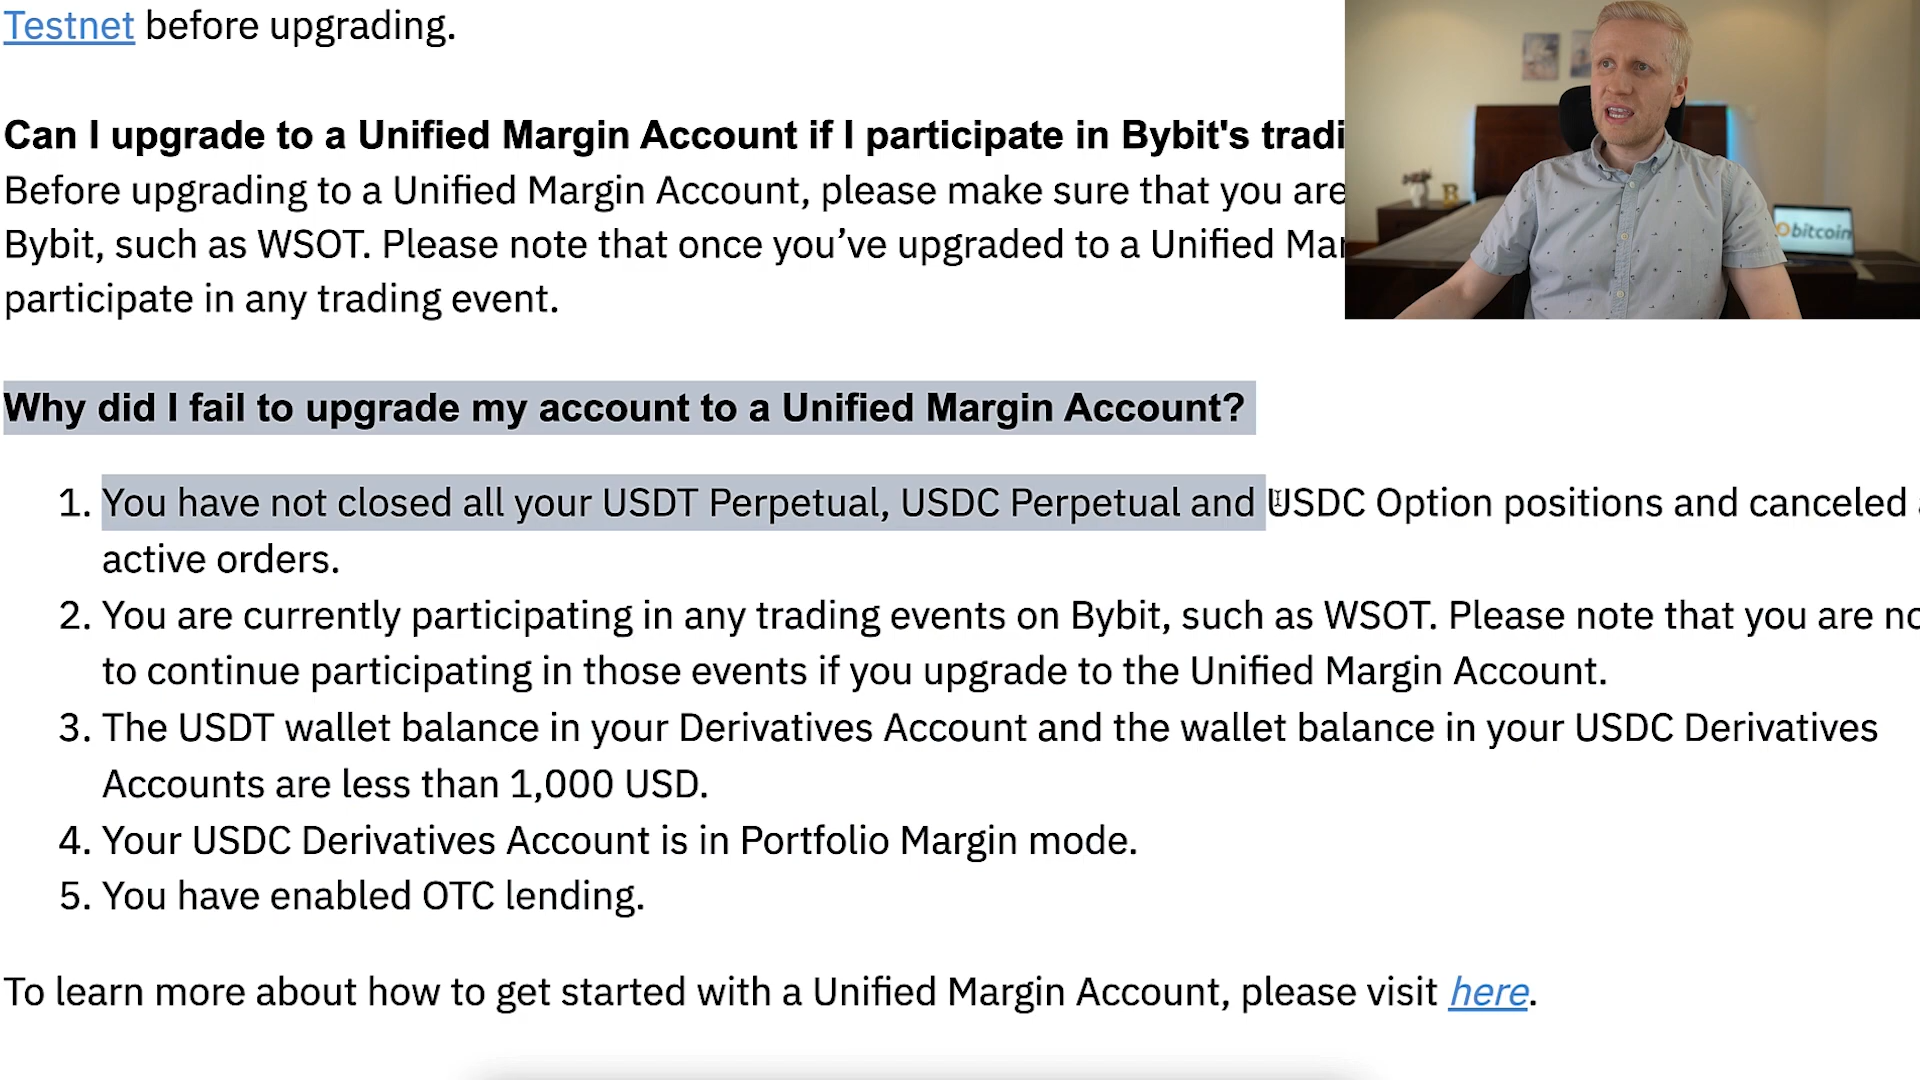 Testnet before upgrading.
Can I upgrade to a Unified Margin Account if I participate in Bybit's
Before upgrading to a Unified Margin Account, please make sure that you are
Bybit, such as WSOT. Please note that once you’ve upgraded to a Unified
participate in any trading event.
bitcoin
Why did I fail to upgrade my account to a Unified Margin Account?
1. You have not closed all your USDT Perpetual, USDC Perpetual and USDC Option positions and canceled
active orders.
2. You are currently participating in any trading events on Bybit, such as WSOT. Please note that you are
to continue participating in those events if you upgrade to the Unified Margin Account.
3. The USDT wallet balance in your Derivatives Account and the wallet balance in your USDC Derivatives
Accounts are less than 1,000 USD.
4. Your USDC Derivatives Account is in Portfolio Margin mode.
5. You have enabled OTC lending.
To learn more about how to get started with a Unified Margin Account, please visit here.